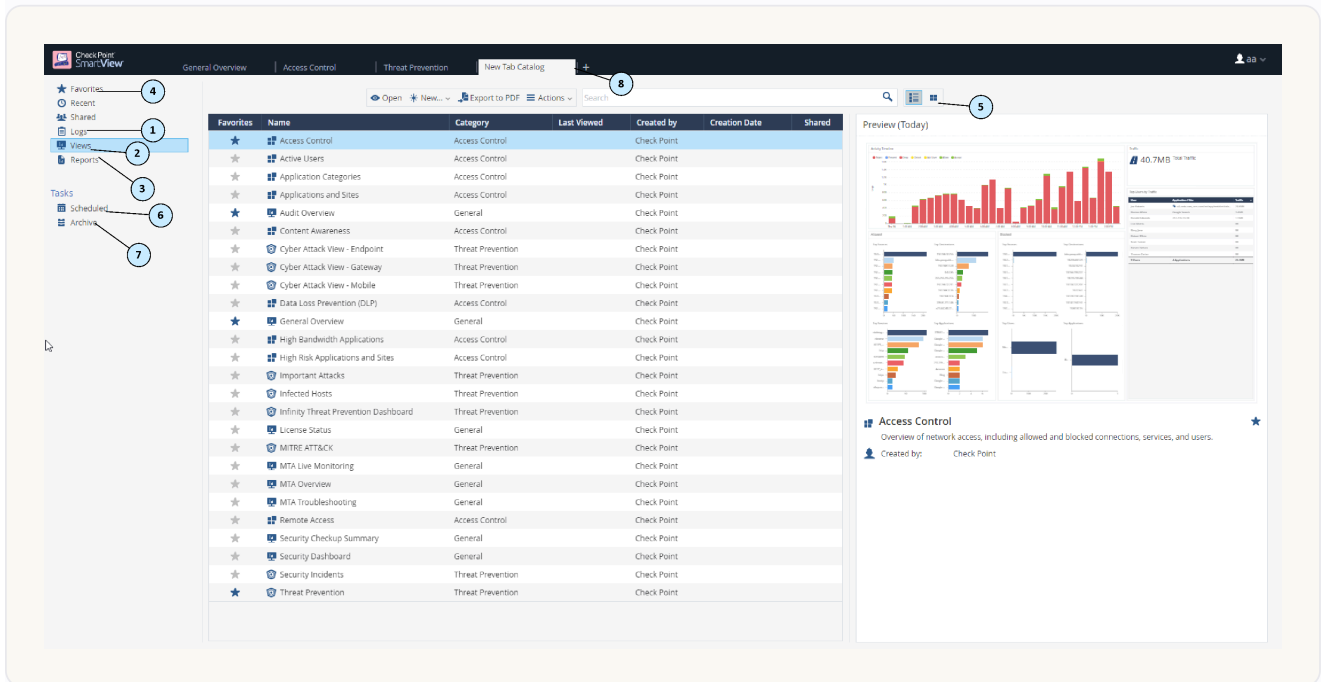 Check Point
SmartView
General Overview
Access Control
Threat Prevention
New Tab Catalog
+
aa
8
Favorites
4
Recent
Shared
Logs
1
Views
2
Reports
3
Tasks
Scheduled
6
Archive
7
Open
New...
Export to PDF
Actions
Search
5
Favorites Name Category Last Viewed Created by Creation Date Shared
Access Control Access Control Check Point
Active Users Access Control Check Point
Application Categories Access Control Check Point
Applications and Sites Access Control Check Point
Audit Overview General Check Point
Content Awareness Access Control Check Point
Cyber Attack View - Endpoint Threat Prevention Check Point
Cyber Attack View - Gateway Threat Prevention Check Point
Cyber Attack View - Mobile Threat Prevention Check Point
Data Loss Prevention (DLP) Access Control Check Point
General Overview General Check Point
High Bandwidth Applications Access Control Check Point
High Risk Applications and Sites Access Control Check Point
Important Attacks Threat Prevention Check Point
Infected Hosts Threat Prevention Check Point
Infinity Threat Prevention Dashboard Threat Prevention Check Point
License Status General Check Point
MITRE ATT&CK Threat Prevention Check Point
MTA Live Monitoring General Check Point
MTA Overview General Check Point
MTA Troubleshooting General Check Point
Remote Access Access Control Check Point
Security Checkup Summary General Check Point
Security Dashboard General Check Point
Security Incidents Threat Prevention Check Point
Threat Prevention Threat Prevention Check Point
Preview (Today)
40.7MB Total Traffic
Access Control
Overview of network access, including allowed and blocked connections, services, and users.
Created by: Check Point